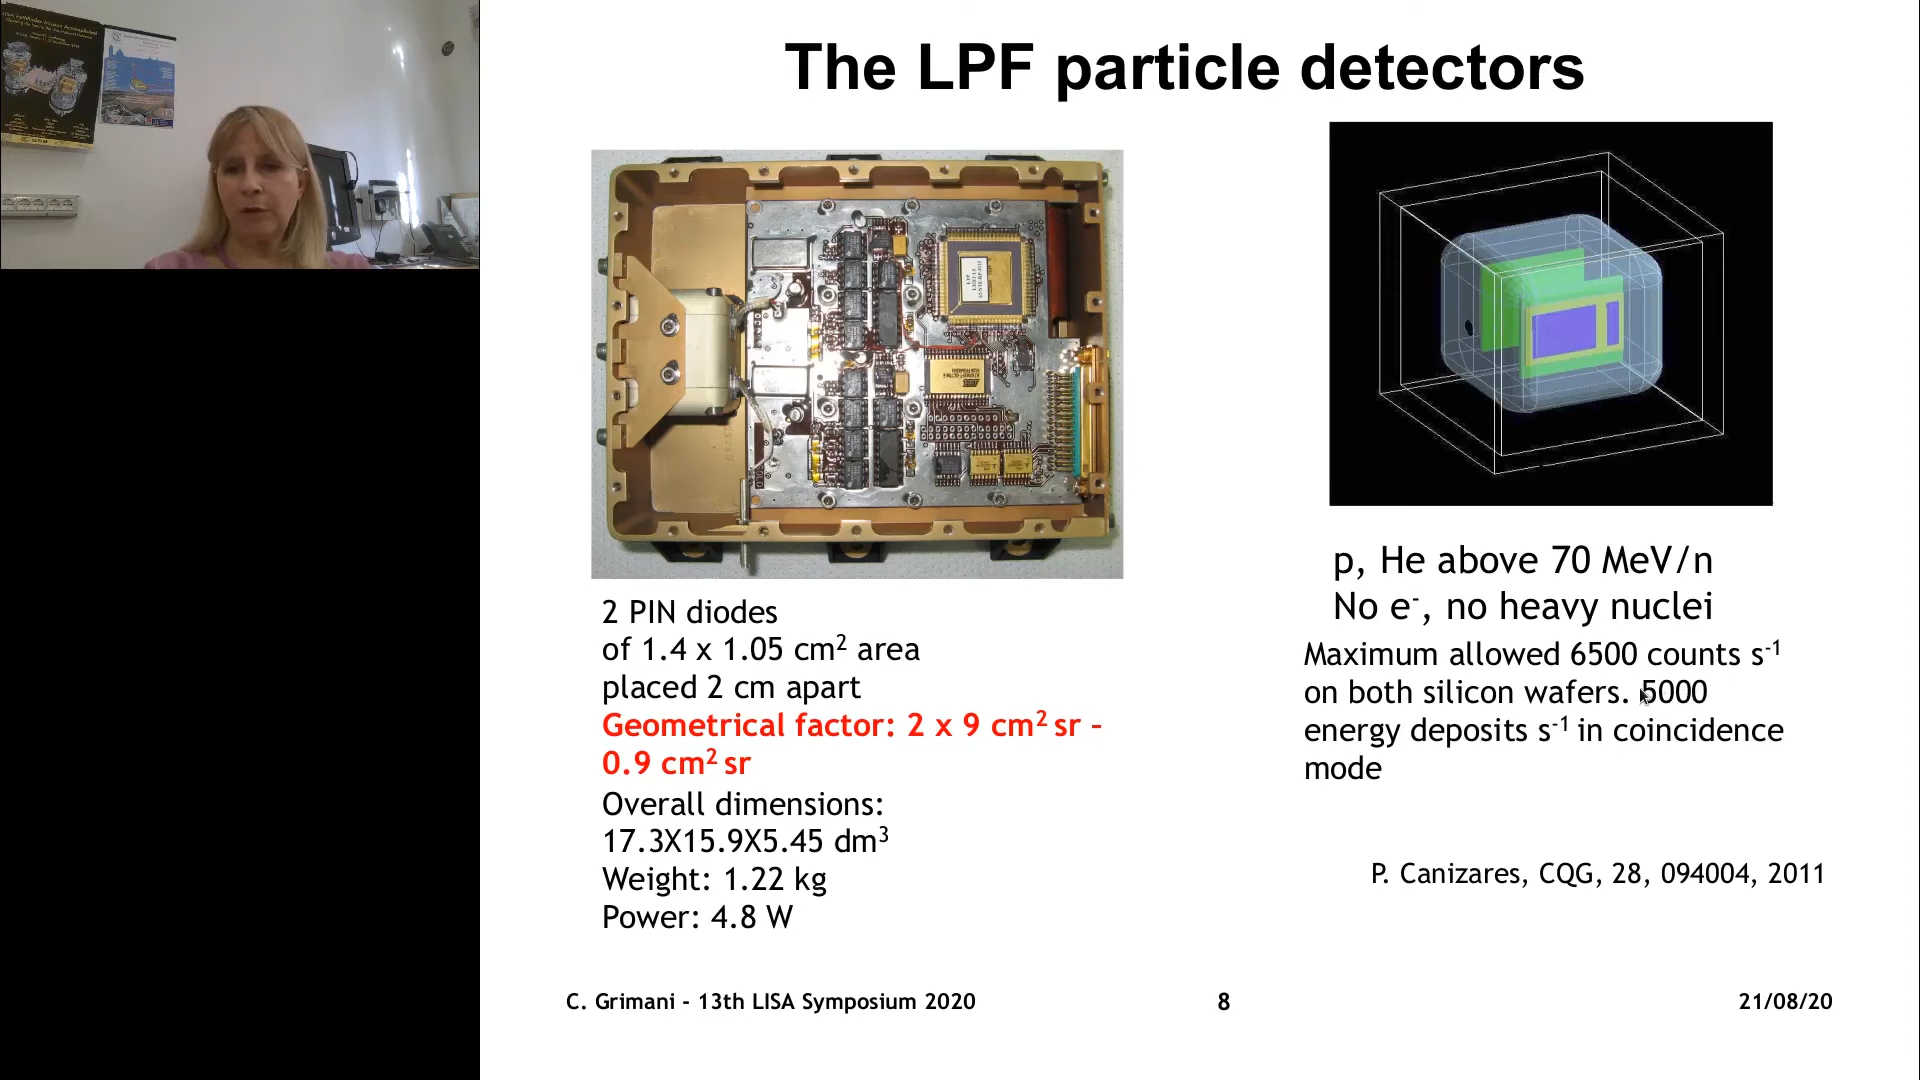 The LPF particle detectors
2 PIN diodes
of 1.4 x 1.05 cm² area
placed 2 cm apart
Geometrical factor: 2 x 9 cm² sr –
0.9 cm² sr
Overall dimensions:
17.3X15.9X5.45 dm³
Weight: 1.22 kg
Power: 4.8 W
p, He above 70 MeV/n
No e⁻, no heavy nuclei
Maximum allowed 6500 counts s⁻¹
on both silicon wafers. 5000
energy deposits s⁻¹ in coincidence
mode
P. Canizares, CQG, 28, 094004, 2011
C. Grimani - 13th LISA Symposium 2020
8
21/08/20